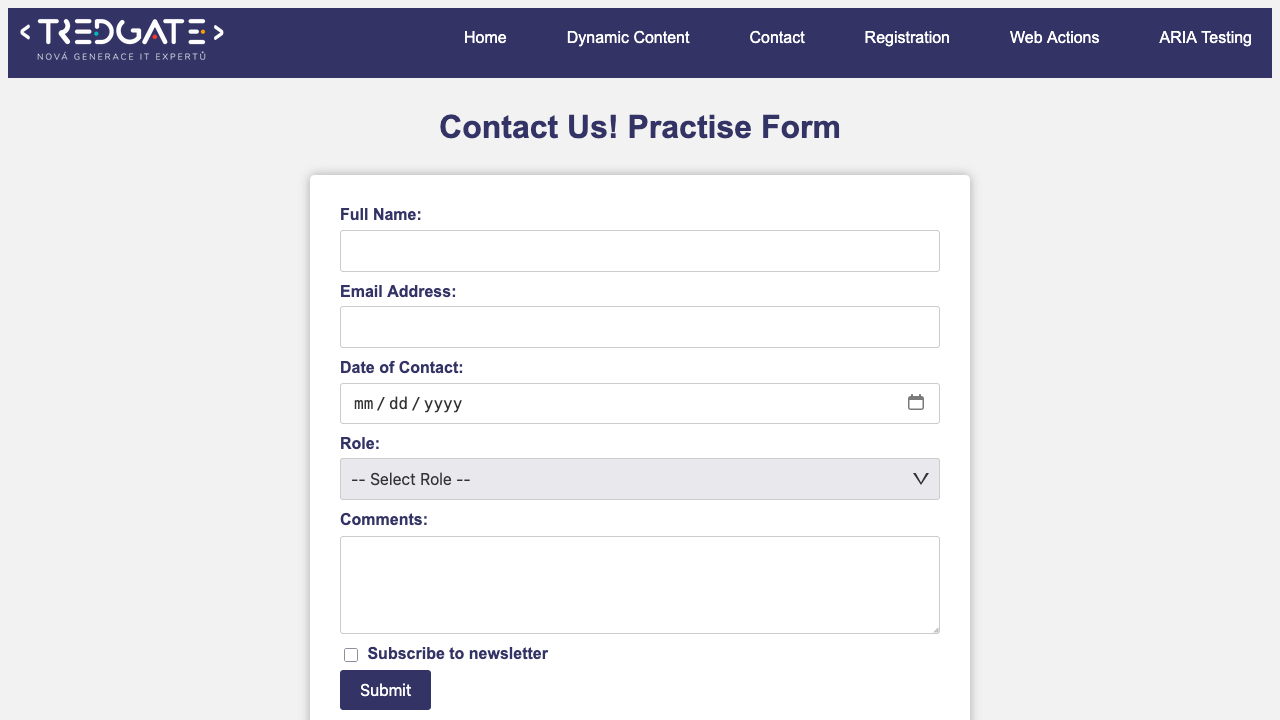 TREDGATE
NOVÁ GENERACE IT EXPERTŮ
Home
Dynamic Content
Contact
Registration
Web Actions
ARIA Testing
Contact Us! Practise Form
Full Name:
Email Address:
Date of Contact:
mm/dd/yyyy
Role:
-- Select Role --
Comments:
Subscribe to newsletter
Submit